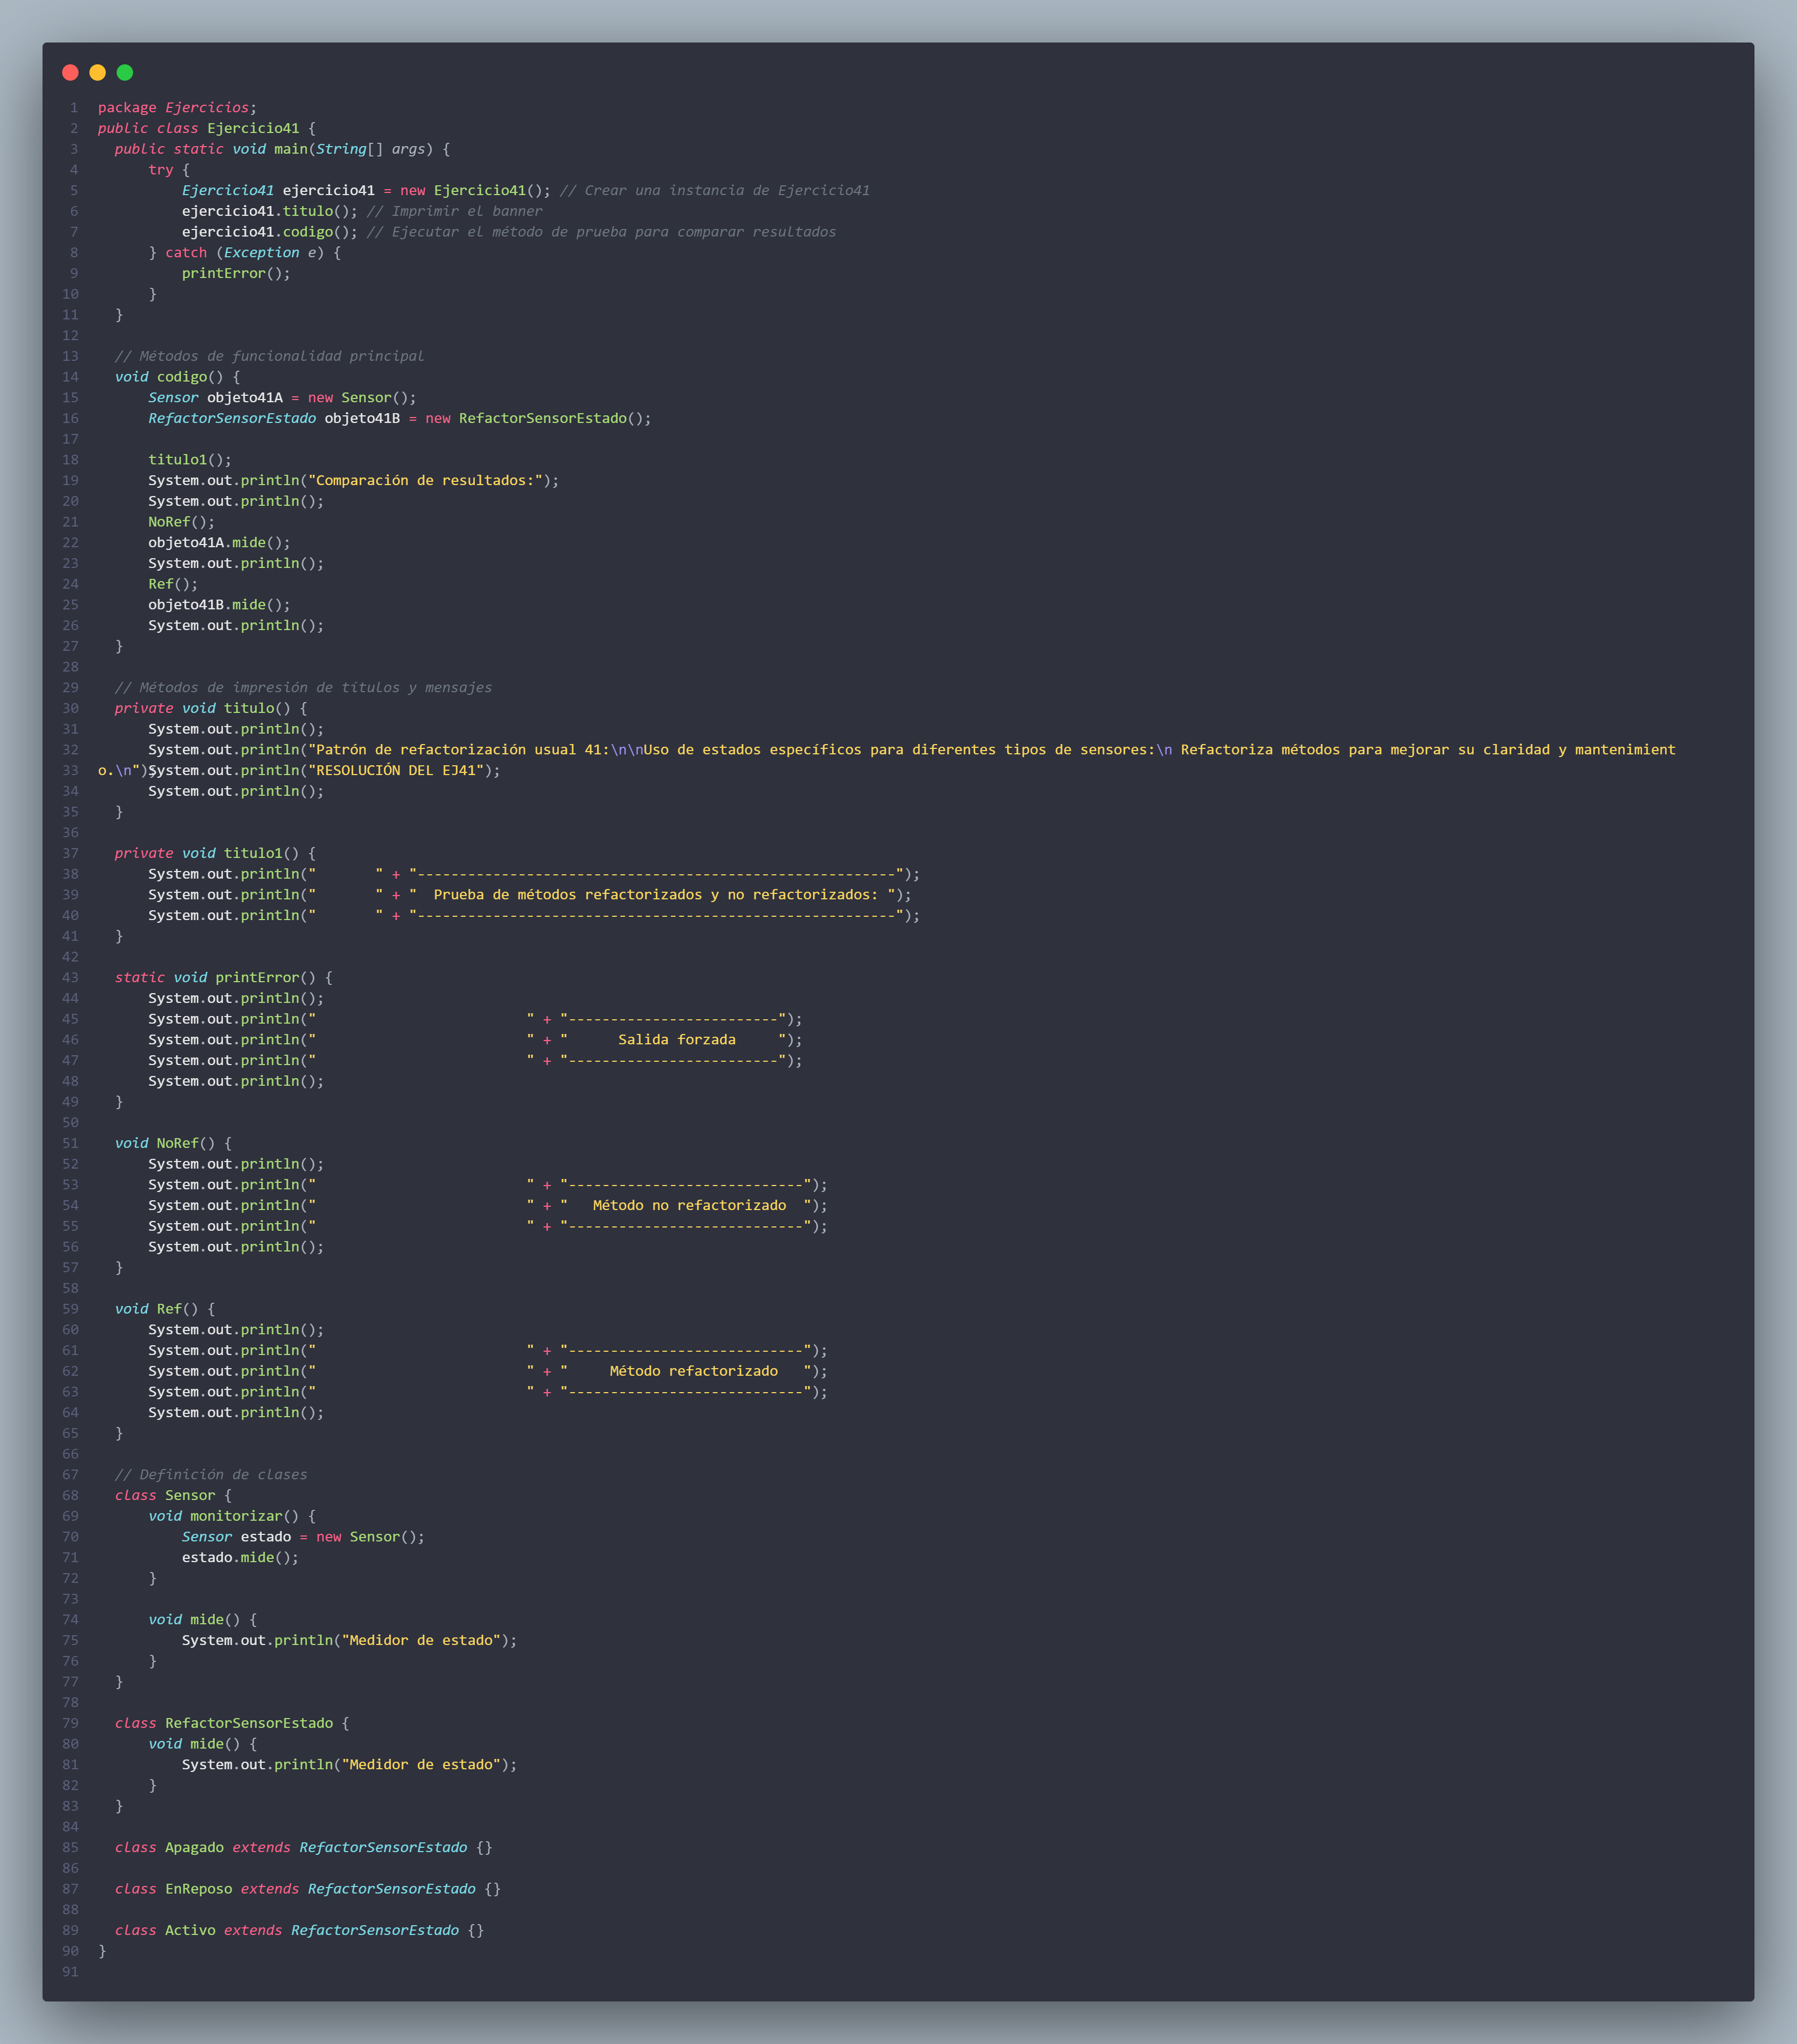 1 package Ejercicios;
2 public class Ejercicio41 {
3   public static void main(String[] args) {
4       try {
5           Ejercicio41 ejercicio41 = new Ejercicio41(); // Crear una instancia de Ejercicio41
6           ejercicio41.titulo(); // Imprimir el banner
7           ejercicio41.codigo(); // Ejecutar el método de prueba para comparar resultados
8       } catch (Exception e) {
9           printError();
10       }
11   }
12
13   // Métodos de funcionalidad principal
14   void codigo() {
15       Sensor objeto41A = new Sensor();
16       RefactorSensorEstado objeto41B = new RefactorSensorEstado();
17
18       titulo1();
19       System.out.println("Comparación de resultados:");
20       System.out.println();
21       NoRef();
22       objeto41A.mide();
23       System.out.println();
24       Ref();
25       objeto41B.mide();
26       System.out.println();
27   }
28
29   // Métodos de impresión de títulos y mensajes
30   private void titulo() {
31       System.out.println();
32       System.out.println("Patrón de refactorización usual 41:\n\nUso de estados específicos para diferentes tipos de sensores:\n Refactoriza métodos para mejorar su claridad y mantenimient
33 o.\n");System.out.println("RESOLUCIÓN DEL EJ41");
34       System.out.println();
35   }
36
37   private void titulo1() {
38       System.out.println("       " + "---------------------------------------------------------");
39       System.out.println("       " + "  Prueba de métodos refactorizados y no refactorizados: ");
40       System.out.println("       " + "---------------------------------------------------------");
41   }
42
43   static void printError() {
44       System.out.println();
45       System.out.println("                         " + "-------------------------");
46       System.out.println("                         " + "      Salida forzada     ");
47       System.out.println("                         " + "-------------------------");
48       System.out.println();
49   }
50
51   void NoRef() {
52       System.out.println();
53       System.out.println("                         " + "----------------------------");
54       System.out.println("                         " + "   Método no refactorizado  ");
55       System.out.println("                         " + "----------------------------");
56       System.out.println();
57   }
58
59   void Ref() {
60       System.out.println();
61       System.out.println("                         " + "----------------------------");
62       System.out.println("                         " + "     Método refactorizado   ");
63       System.out.println("                         " + "----------------------------");
64       System.out.println();
65   }
66
67   // Definición de clases
68   class Sensor {
69       void monitorizar() {
70           Sensor estado = new Sensor();
71           estado.mide();
72       }
73
74       void mide() {
75           System.out.println("Medidor de estado");
76       }
77   }
78
79   class RefactorSensorEstado {
80       void mide() {
81           System.out.println("Medidor de estado");
82       }
83   }
84
85   class Apagado extends RefactorSensorEstado {}
86
87   class EnReposo extends RefactorSensorEstado {}
88
89   class Activo extends RefactorSensorEstado {}
90 }
91